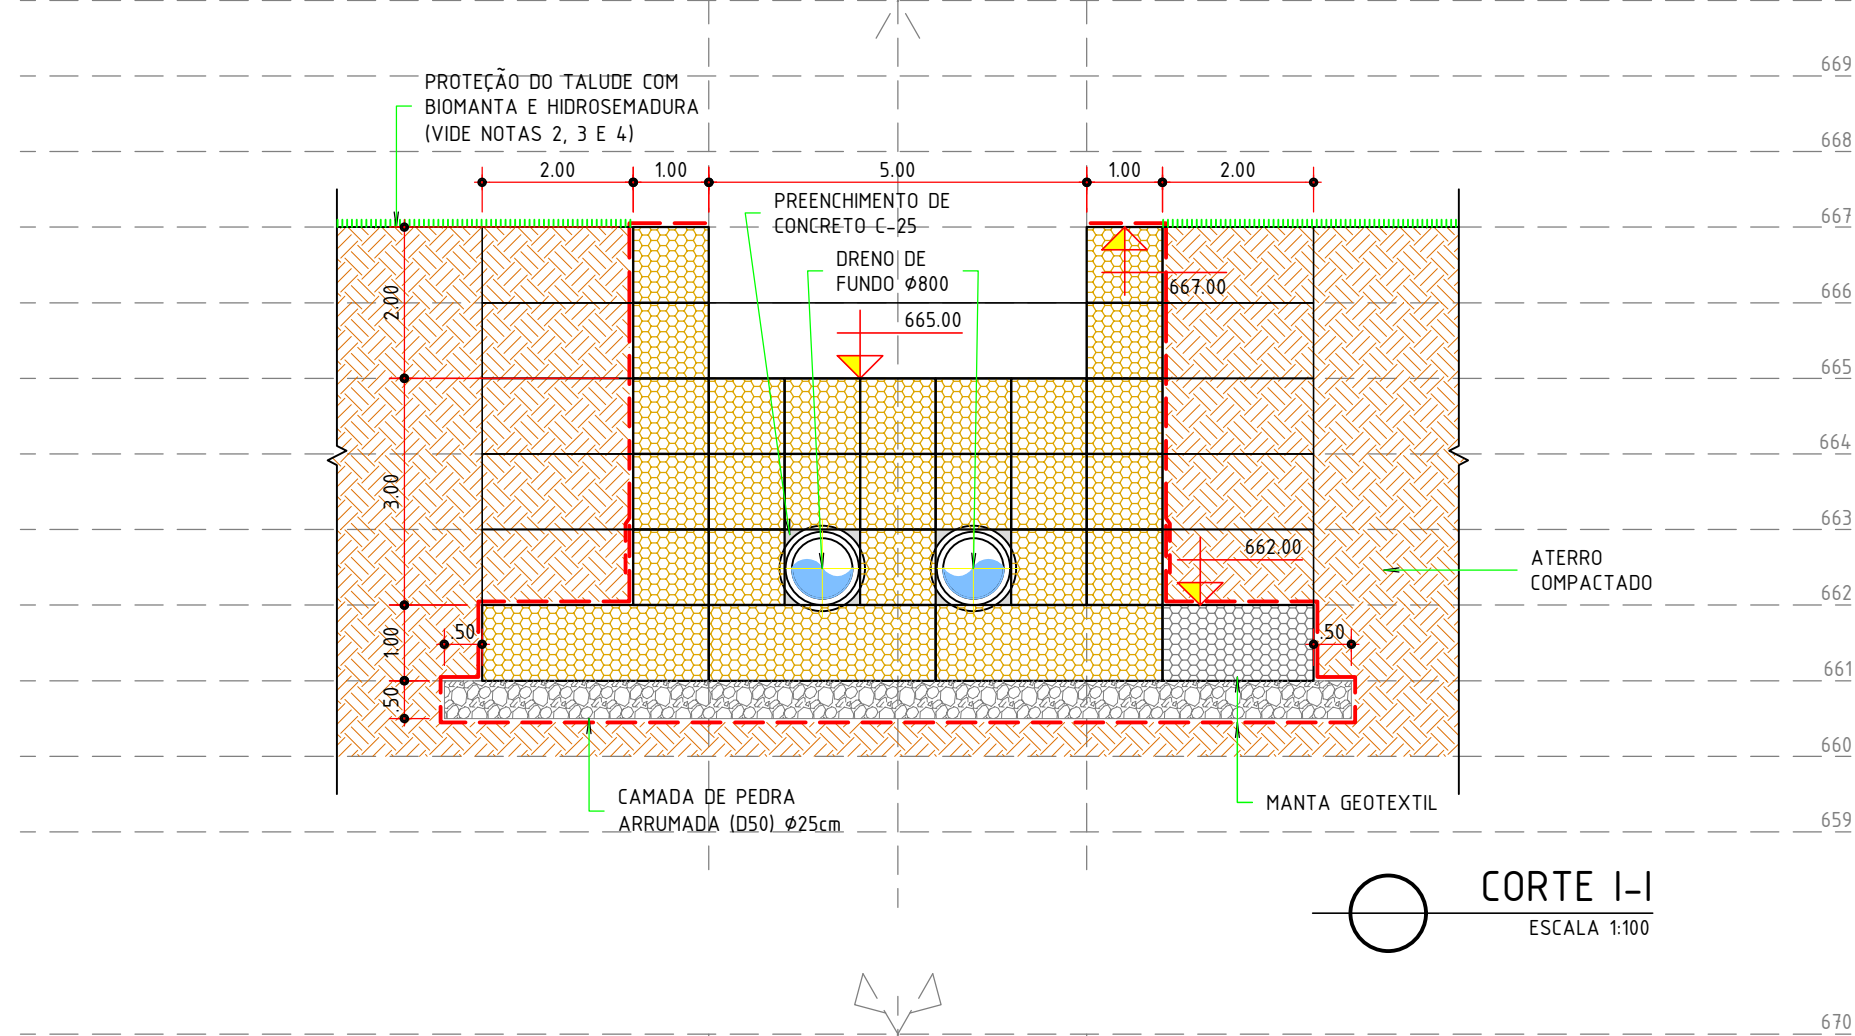 669
PROTEÇÃO DO TALUDE COM
BIOMANTA E HIDROSEMADURA
(VIDE NOTAS 2, 3 E 4)
668
2.00
1.00
5.00
1.00
2.00
PREENCHIMENTO DE
CONCRETO C-25
667
DRENO DE
FUNDO Ø800
667.00
666
2.00
665.00
665
664
3.00
663
662.00
ATERRO
COMPACTADO
662
1.00
.50
.50
661
.50
660
CAMADA DE PEDRA
ARRUMADA (D50) Ø25cm
MANTA GEOTEXTIL
659
CORTE I-I
ESCALA 1:100
670